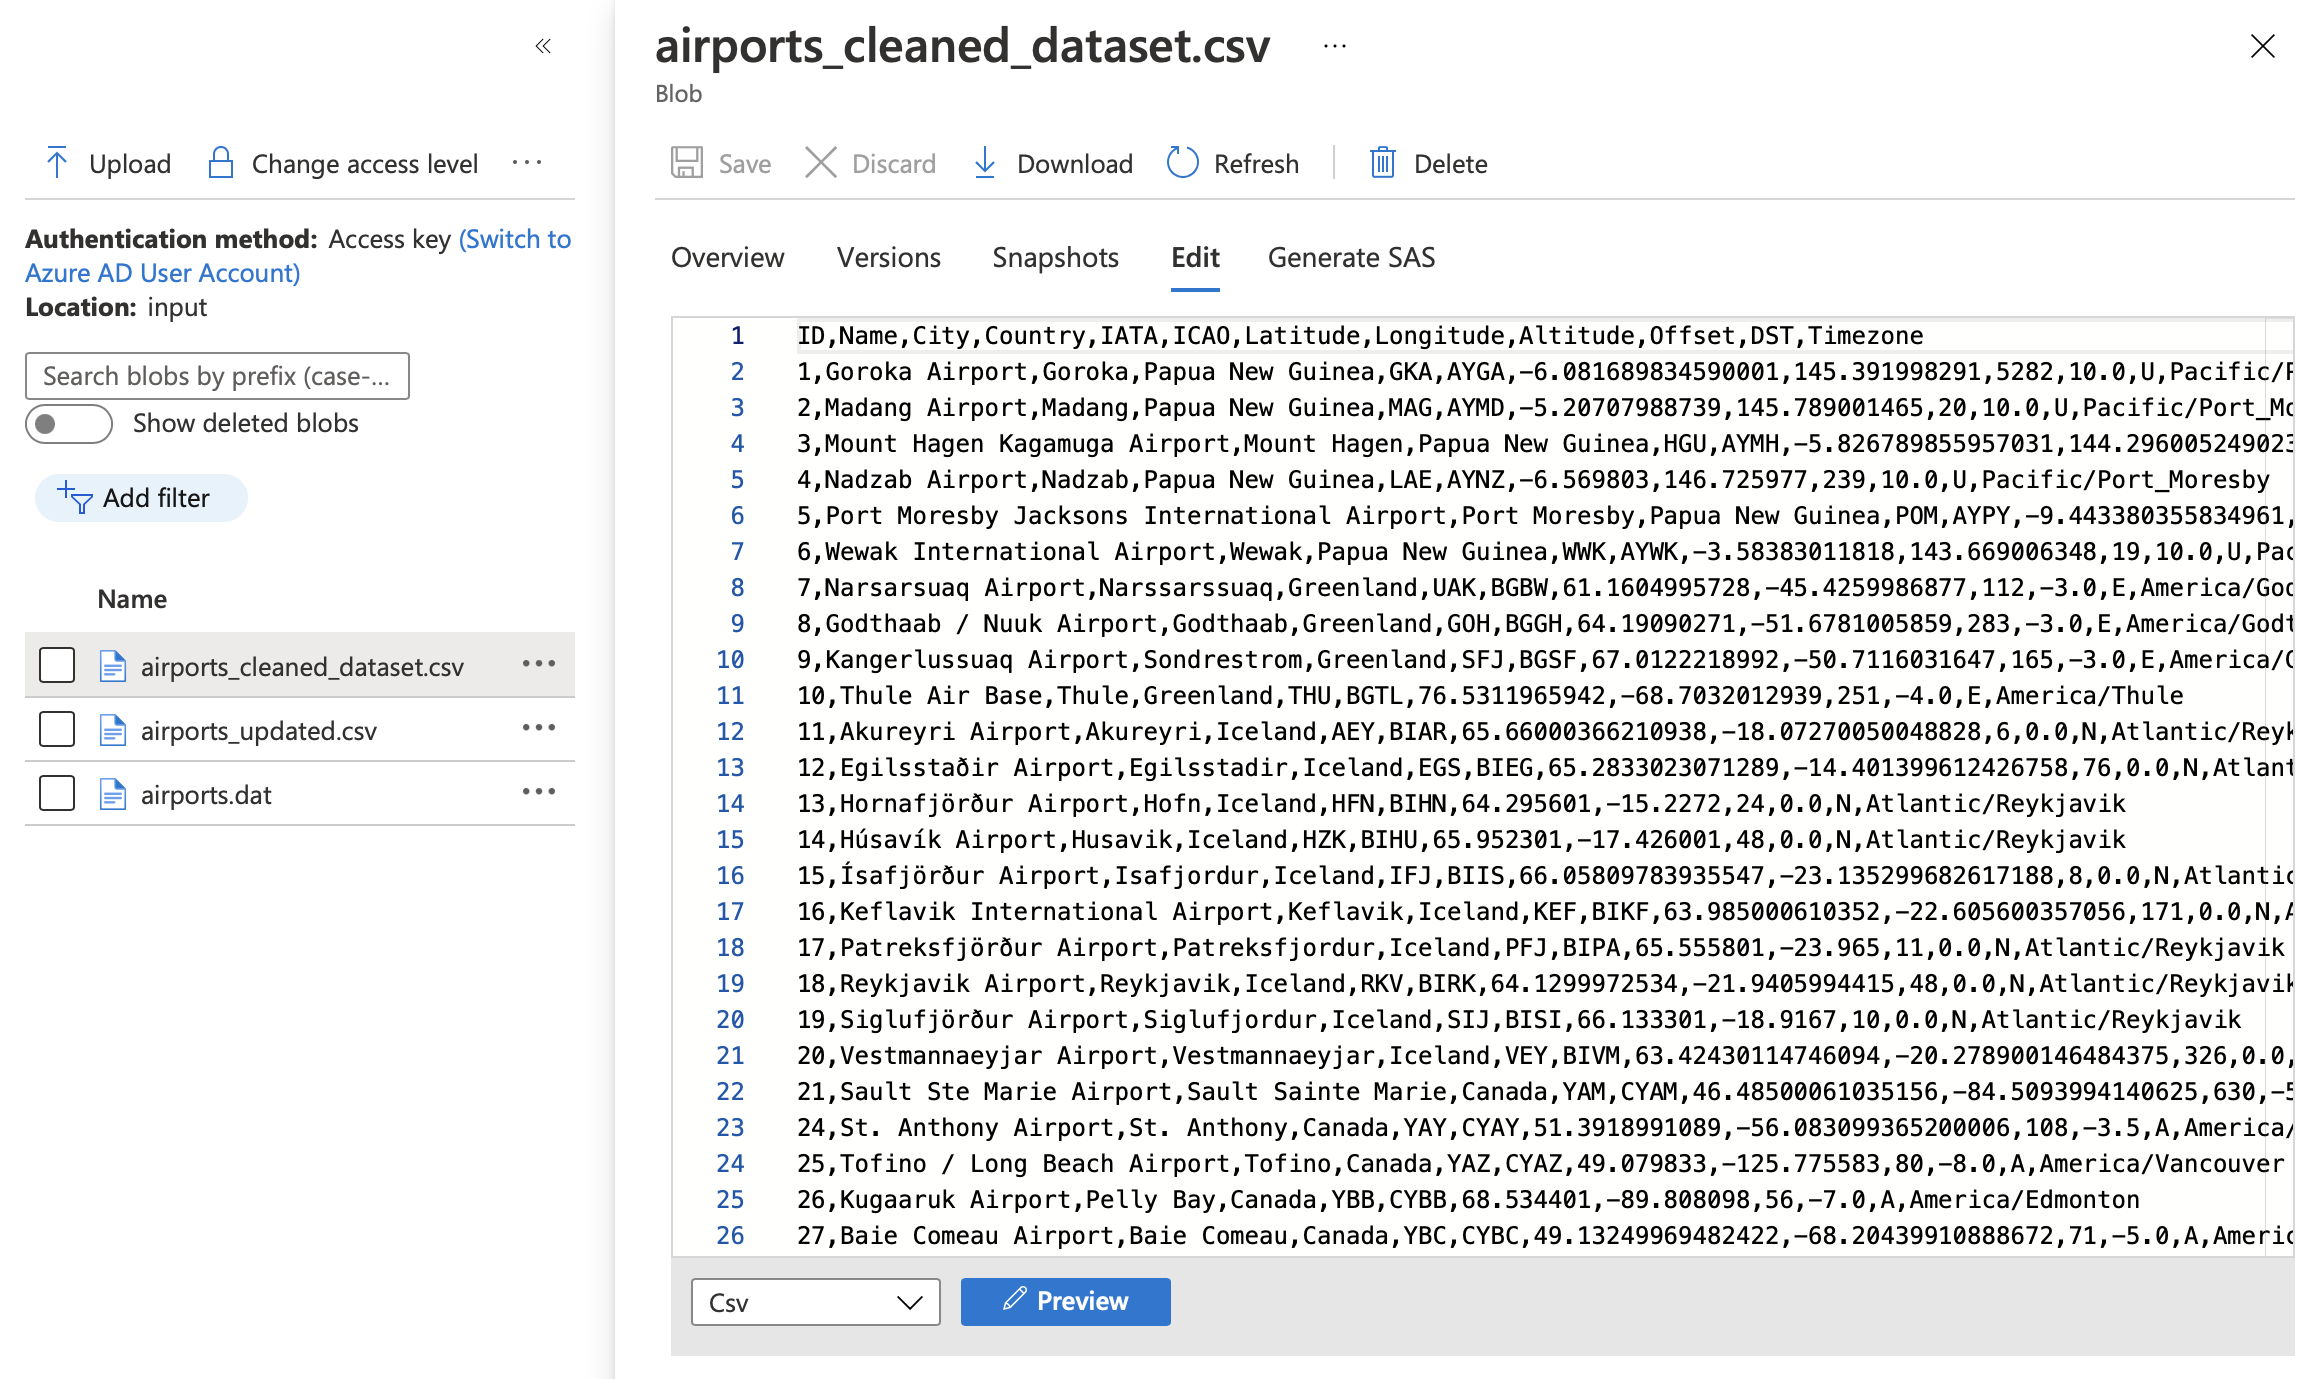 airports_cleaned_dataset.csv
Blob
Upload
Change access level
Save
Discard
Download
Refresh
Delete
Authentication method: Access key (Switch to
Azure AD User Account)
Location: input
Search blobs by prefix (case-...
Show deleted blobs
Add filter
Name
airports_cleaned_dataset.csv
airports_updated.csv
airports.dat
Overview
Versions
Snapshots
Edit
Generate SAS
1 ID,Name,City,Country,IATA,ICAO,Latitude,Longitude,Altitude,Offset,DST,Timezone
2 1,Goroka Airport,Goroka,Papua New Guinea,GKA,AYGA,-6.081689834590001,145.391998291,5282,10.0,U,Pacific/
3 2,Madang Airport,Madang,Papua New Guinea,MAG,AYMD,-5.20707988739,145.789001465,20,10.0,U,Pacific/Port_Mo
4 3,Mount Hagen Kagamuga Airport,Mount Hagen,Papua New Guinea,HGU,AYMH,-5.826789855957031,144.296005249023
5 4,Nadzab Airport,Nadzab,Papua New Guinea,LAE,AYNZ,-6.569803,146.725977,239,10.0,U,Pacific/Port_Moresby
6 5,Port Moresby Jacksons International Airport,Port Moresby,Papua New Guinea,POM,AYPY,-9.443380355834961,
7 6,Wewak International Airport,Wewak,Papua New Guinea,WWK,AYWK,-3.58383011818,143.669006348,19,10.0,U,Pac
8 7,Narsarsuaq Airport,Narssarssuaq,Greenland,UAK,BGBW,61.1604995728,-45.4259986877,112,-3.0,E,America/God
9 8,Godthaab / Nuuk Airport,Godthaab,Greenland,GOH,BGGH,64.19090271,-51.6781005859,283,-3.0,E,America/Godt
10 9,Kangerlussuaq Airport,Sondrestrom,Greenland,SFJ,BGSF,67.0122218992,-50.7116031647,165,-3.0,E,America/G
11 10,Thule Air Base,Thule,Greenland,THU,BGTL,76.5311965942,-68.7032012939,251,-4.0,E,America/Thule
12 11,Akureyri Airport,Akureyri,Iceland,AEY,BIAR,65.66000366210938,-18.07270050048828,6,0.0,N,Atlantic/Reyk
13 12,Egilsstaðir Airport,Egilsstadir,Iceland,EGS,BIEG,65.2833023071289,-14.401399612426758,76,0.0,N,Atlant
14 13,Hornafjörður Airport,Hofn,Iceland,HFN,BIHN,64.295601,-15.2272,24,0.0,N,Atlantic/Reykjavik
15 14,Húsavík Airport,Husavik,Iceland,HZK,BIHU,65.952301,-17.426001,48,0.0,N,Atlantic/Reykjavik
16 15,Ísafjörður Airport,Isafjordur,Iceland,IFJ,BIIS,66.05809783935547,-23.135299682617188,8,0.0,N,Atlantic
17 16,Keflavik International Airport,Keflavik,Iceland,KEF,BIKF,63.985000610352,-22.605600357056,171,0.0,N,A
18 17,Patreksfjörður Airport,Patreksfjordur,Iceland,PFJ,BIPA,65.555801,-23.965,11,0.0,N,Atlantic/Reykjavik
19 18,Reykjavik Airport,Reykjavik,Iceland,RKV,BIRK,64.1299972534,-21.9405994415,48,0.0,N,Atlantic/Reykjavik
20 19,Siglufjörður Airport,Siglufjordur,Iceland,SIJ,BISI,66.133301,-18.9167,10,0.0,N,Atlantic/Reykjavik
21 20,Vestmannaeyjar Airport,Vestmannaeyjar,Iceland,VEY,BIVM,63.42430114746094,-20.278900146484375,326,0.0,
22 21,Sault Ste Marie Airport,Sault Sainte Marie,Canada,YAM,CYAM,46.48500061035156,-84.5093994140625,630,-5
23 24,St. Anthony Airport,St. Anthony,Canada,YAY,CYAY,51.3918991089,-56.083099365200006,108,-3.5,A,America/
24 25,Tofino / Long Beach Airport,Tofino,Canada,YAZ,CYAZ,49.079833,-125.775583,80,-8.0,A,America/Vancouver
25 26,Kugaaruk Airport,Pelly Bay,Canada,YBB,CYBB,68.534401,-89.808098,56,-7.0,A,America/Edmonton
26 27,Baie Comeau Airport,Baie Comeau,Canada,YBC,CYBC,49.13249969482422,-68.20439910888672,71,-5.0,A,Americ
Csv
Preview